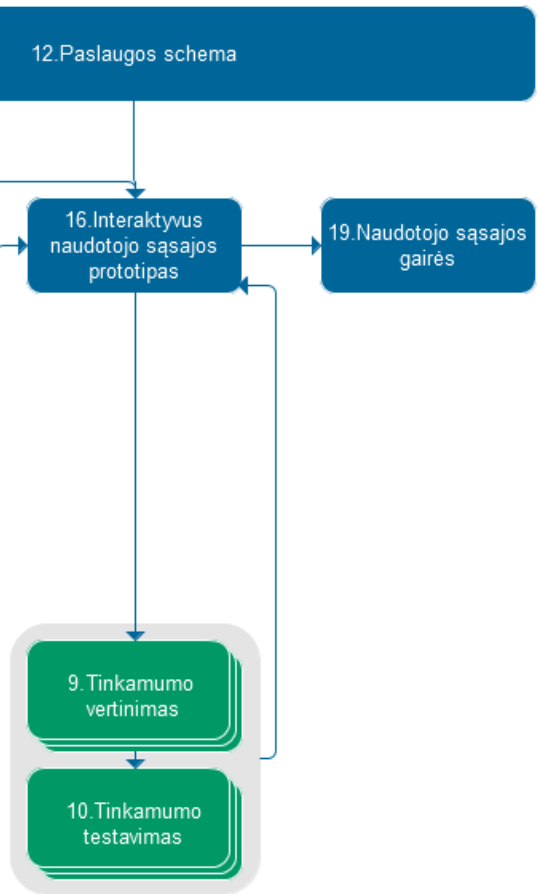 12.Paslaugos schema
16.Interaktyvus
naudotojo sąsajos
prototipas
19.Naudotojo sąsajos
gairės
9.Tinkamumo
vertinimas
10.Tinkamumo
testavimas